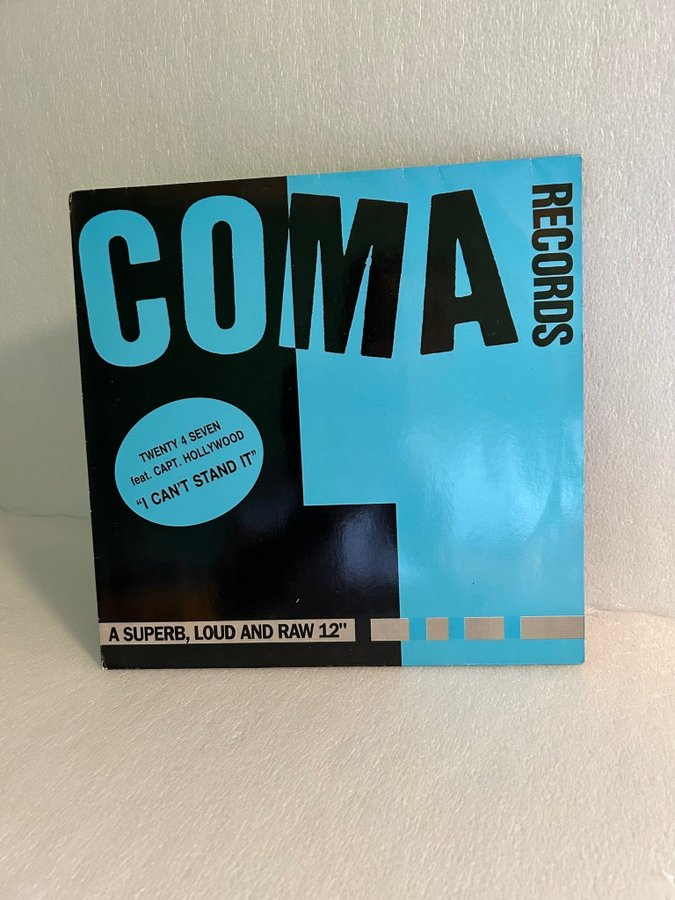 COMA
RECORDS
TWENTY 4 SEVEN
feat. CAPT. HOLLYWOOD
"I CAN'T STAND IT"
A SUPERB, LOUD AND RAW 12"